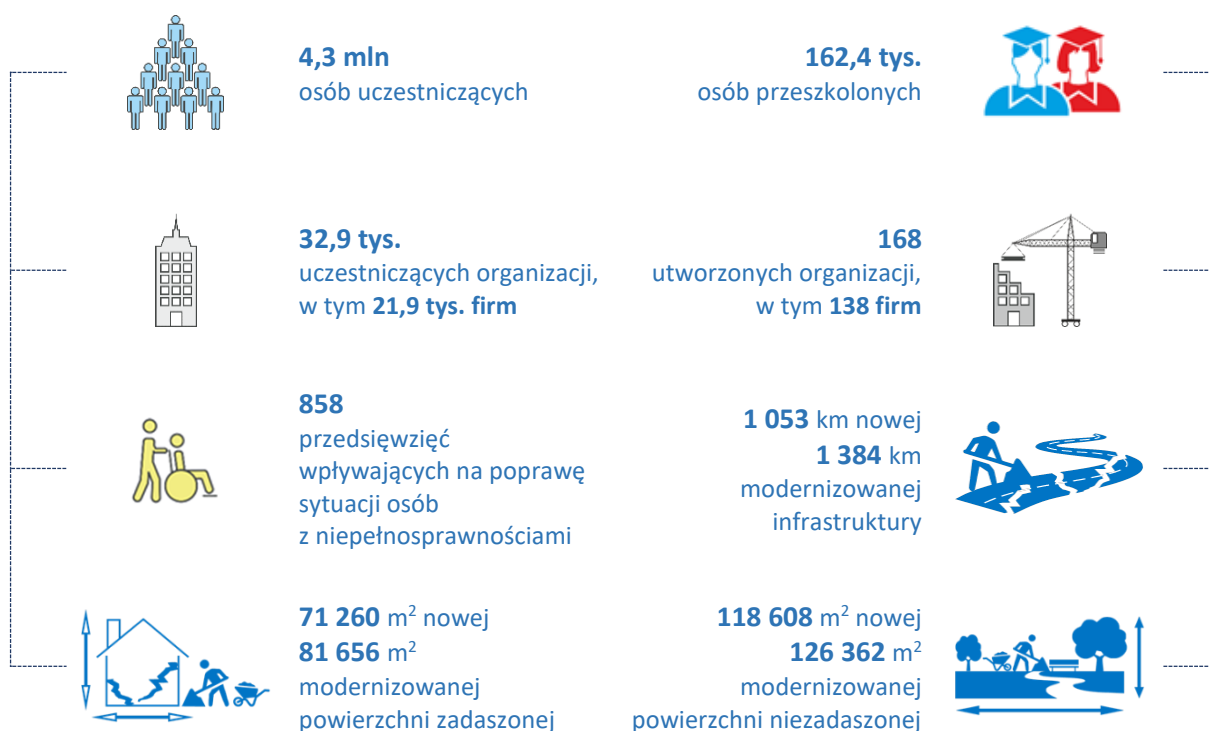 4,3 mln
osób uczestniczących
162,4 tys.
osób przeszkolonych
32,9 tys.
uczestniczących organizacji,
w tym 21,9 tys. firm
168
utworzonych organizacji,
w tym 138 firm
858
przedsięwzięć
wpływających na poprawę
sytuacji osób
z niepełnosprawnościami
1 053 km nowej
1 384 km
modernizowanej
infrastruktury
71 260 m² nowej
81 656 m²
modernizowanej
powierzchni zadaszonej
118 608 m² nowej
126 362 m²
modernizowanej
powierzchni niezadaszonej